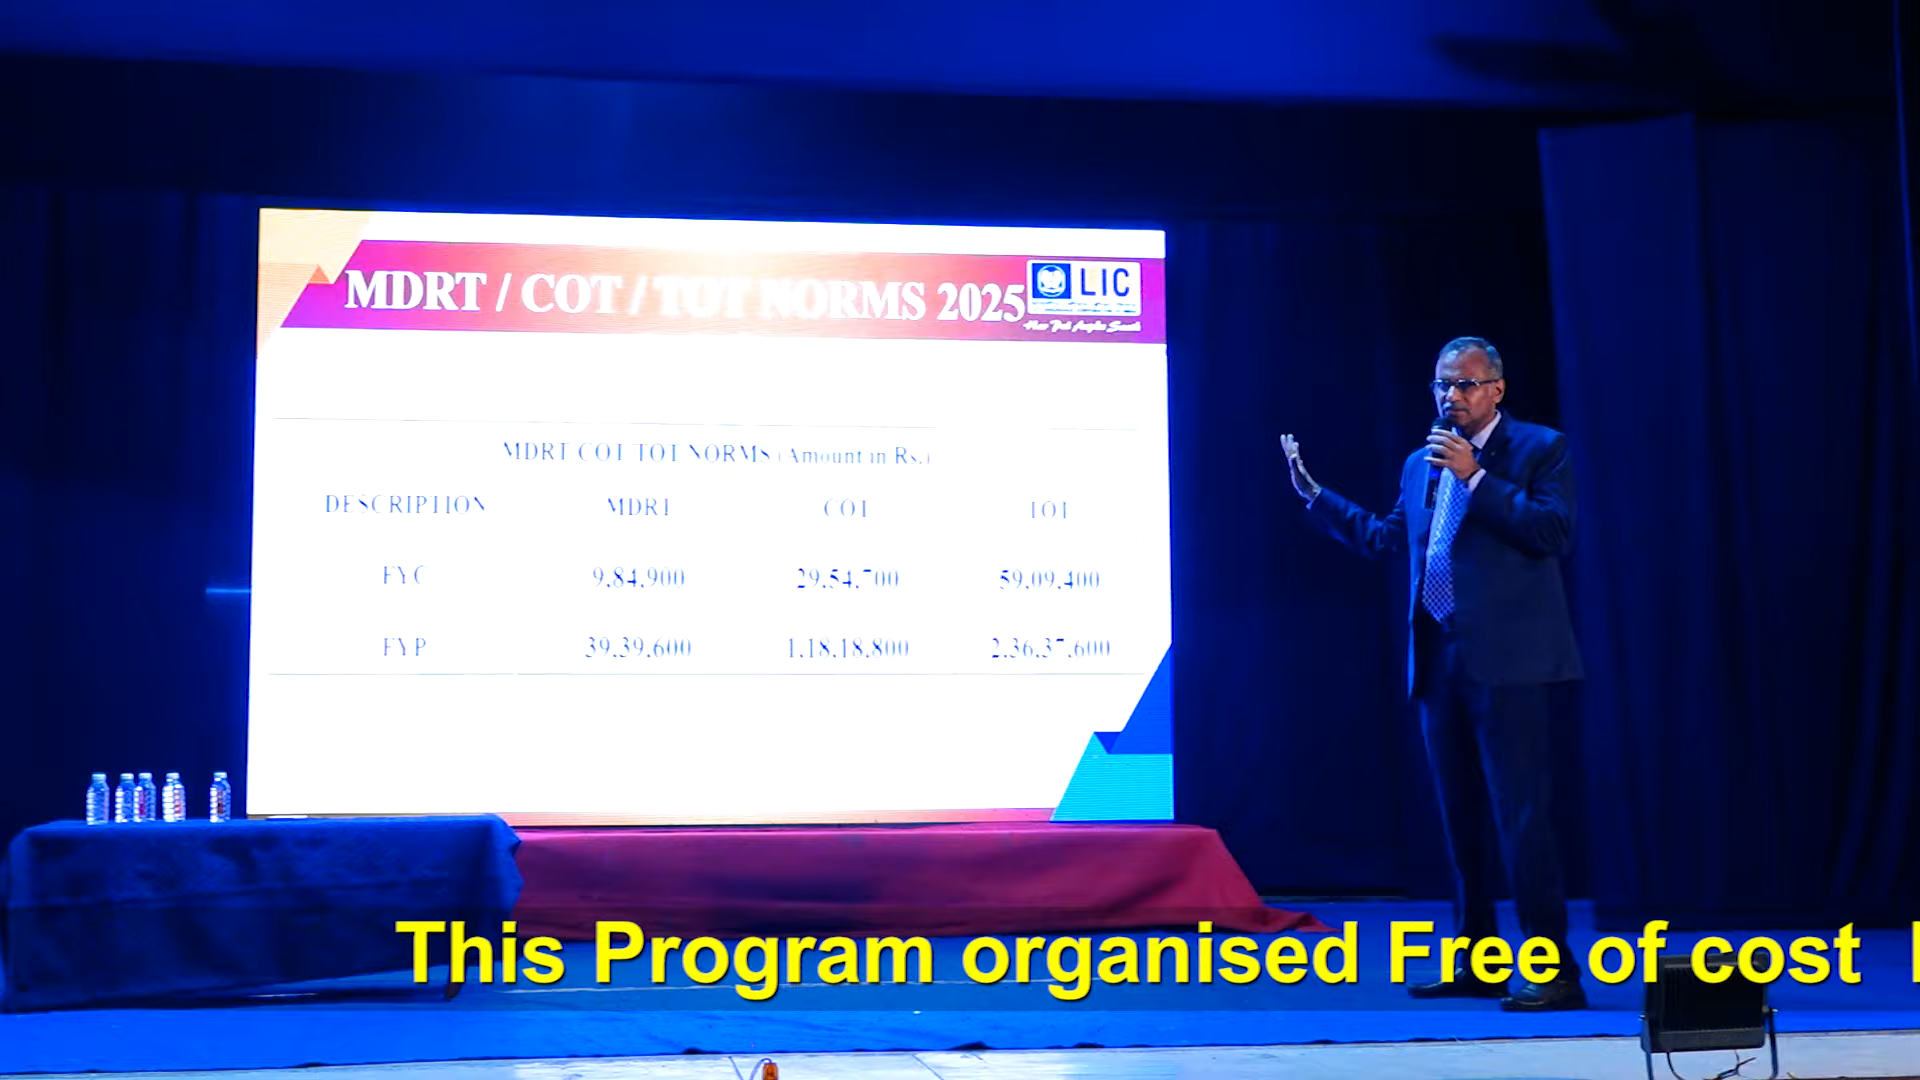 MDRT / COT / TOT NORMS 2025
LIC
MDRT COT TOT NORMS (Amount in Rs.)
DESCRIPTION MDRT COT TOT
FYC 9,84,900 29,54,700 59,09,400
FYP 39,39,600 1,18,18,800 2,36,37,600
This Program organised Free of cost